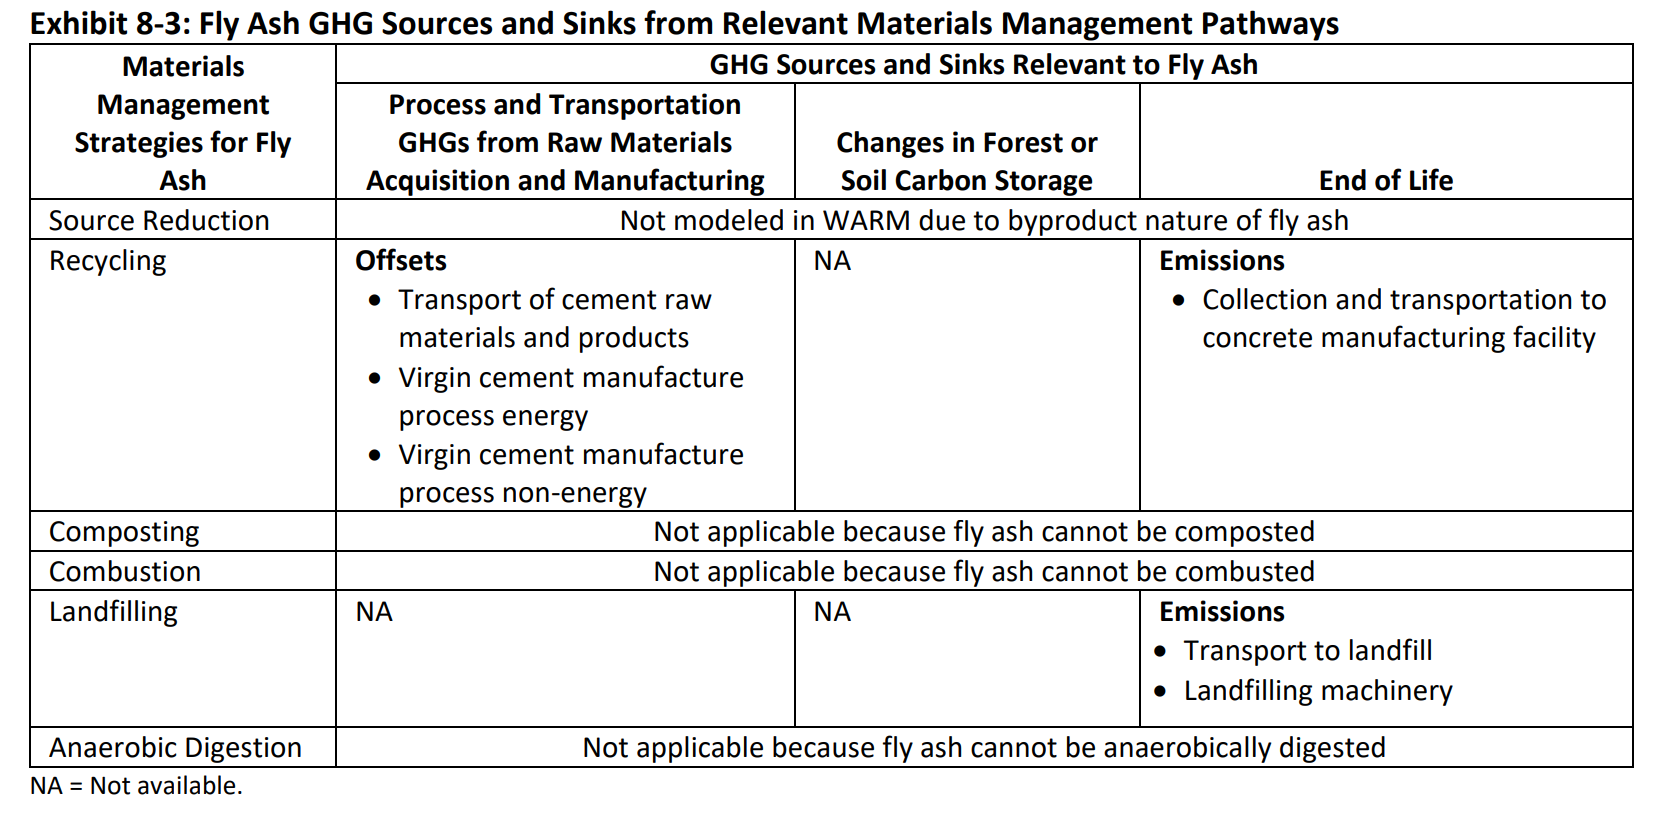 Exhibit 8-3: Fly Ash GHG Sources and Sinks from Relevant Materials Management Pathways
Materials
Management
Strategies for Fly
Ash
GHG Sources and Sinks Relevant to Fly Ash
Process and Transportation
GHGs from Raw Materials
Acquisition and Manufacturing
Changes in Forest or
Soil Carbon Storage
End of Life
Source Reduction
Not modeled in WARM due to byproduct nature of fly ash
Recycling
Offsets
• Transport of cement raw
materials and products
• Virgin cement manufacture
process energy
• Virgin cement manufacture
process non-energy
NA
Emissions
• Collection and transportation to
concrete manufacturing facility
Composting
Not applicable because fly ash cannot be composted
Combustion
Not applicable because fly ash cannot be combusted
Landfilling
NA
NA
Emissions
• Transport to landfill
• Landfilling machinery
Anaerobic Digestion
Not applicable because fly ash cannot be anaerobically digested
NA = Not available.